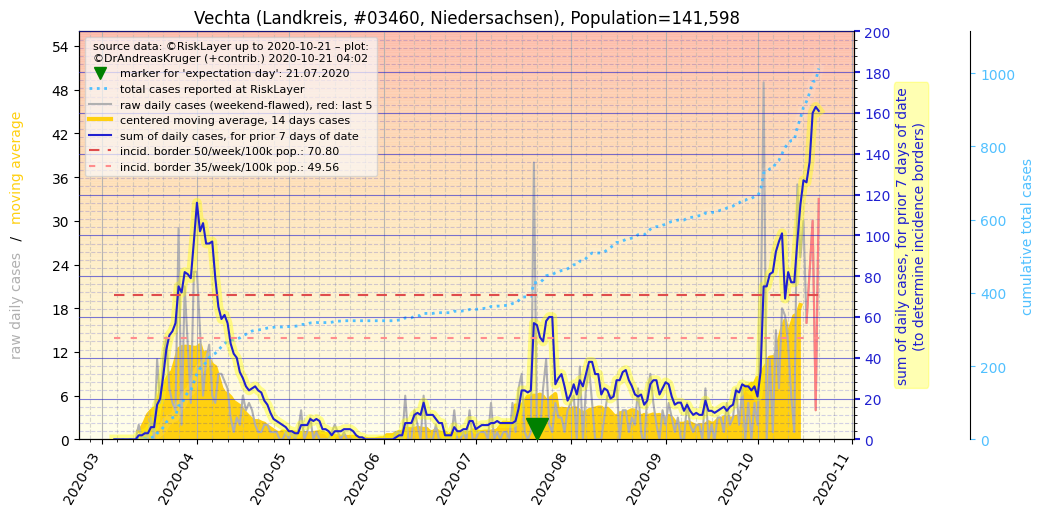 Vechta (Landkreis, #03460, Niedersachsen), Population=141,598
source data: ©RiskLayer up to 2020-10-21 – plot:
©DrAndreasKruger (+contrib.) 2020-10-21 04:02
marker for 'expectation day': 21.07.2020
total cases reported at RiskLayer
raw daily cases (weekend-flawed), red: last 5
centered moving average, 14 days cases
sum of daily cases, for prior 7 days of date
incid. border 50/week/100k pop.: 70.80
incid. border 35/week/100k pop.: 49.56
raw daily cases / moving average
54
48
42
36
30
24
18
12
6
0
2020-03
2020-04
2020-05
2020-06
2020-07
2020-08
2020-09
2020-10
2020-11
200
180
160
140
120
100
80
60
40
20
0
sum of daily cases, for prior 7 days of date
(to determine incidence borders)
1000
800
600
400
200
0
cumulative total cases